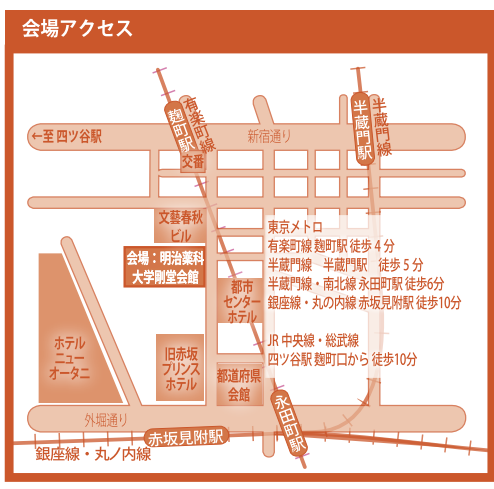 会場アクセス
麹町駅
有楽町線
半蔵門駅
半蔵門線
←至 四ツ谷駅
新宿通り
交番
文藝春秋
ビル
会場：明治薬科
大学剛堂会館
東京メトロ
有楽町線 麹町駅 徒歩 4 分
半蔵門線　半蔵門駅　徒歩 5 分
半蔵門線・南北線 永田町駅 徒歩6分
銀座線・丸の内線 赤坂見附駅 徒歩10分
JR 中央線・総武線
四ツ谷駅 麹町口から 徒歩10分
都市
センター
ホテル
ホテル
ニュー
オータニ
旧赤坂
プリンス
ホテル
都道府県
会館
外堀通り
永田町駅
赤坂見附駅
銀座線・丸ノ内線